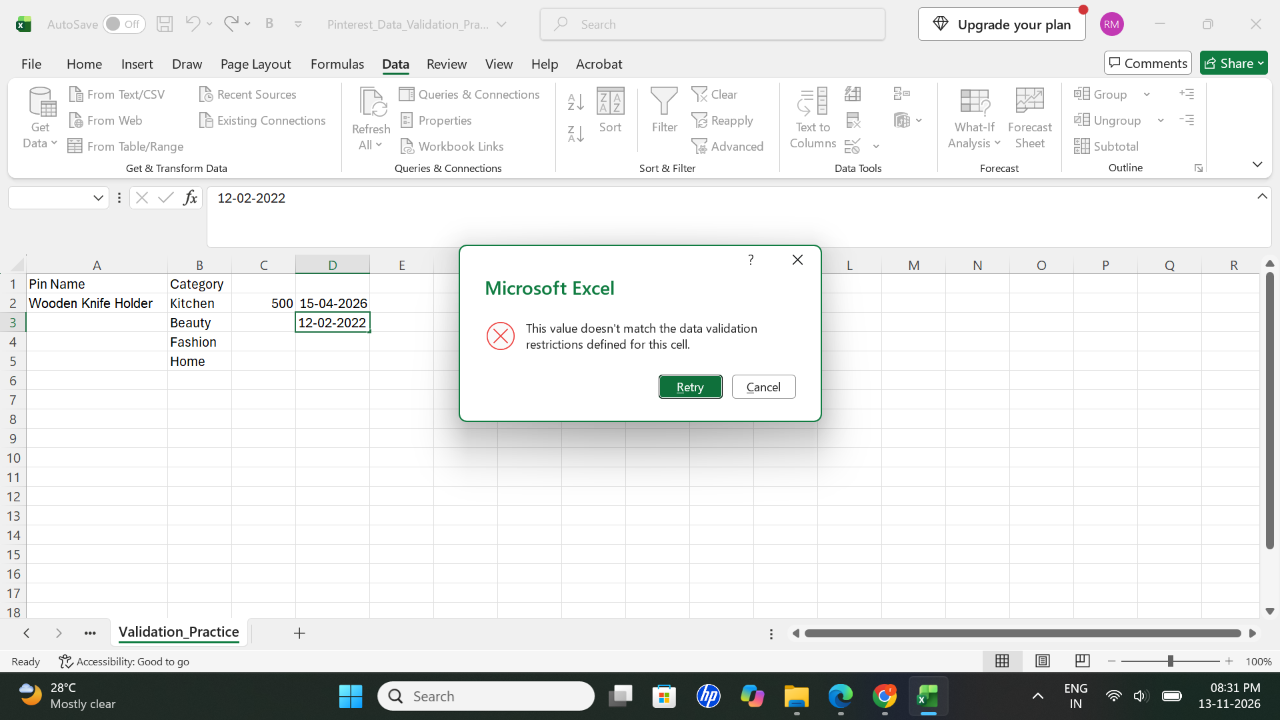 AutoSave Off B Pinterest_Data_Validation_Pra... Search Upgrade your plan RM
File Home Insert Draw Page Layout Formulas Data Review View Help Acrobat Comments Share
Get Data
From Text/CSV
From Web
From Table/Range
Recent Sources
Existing Connections
Get & Transform Data
Refresh All
Queries & Connections
Properties
Workbook Links
Queries & Connections
Sort
Filter
Clear
Reapply
Advanced
Sort & Filter
Text to Columns
Data Tools
What-If Analysis
Forecast Sheet
Forecast
Group
Ungroup
Subtotal
Outline
fx 12-02-2022
A B C D E L M N O P Q R
1 Pin Name Category
2 Wooden Knife Holder Kitchen 500 15-04-2026
3 Beauty 12-02-2022
4 Fashion
5 Home
6
7
8
9
10
11
12
13
14
15
16
17
18
?
Microsoft Excel
This value doesn't match the data validation
restrictions defined for this cell.
Retry Cancel
Validation_Practice
Ready Accessibility: Good to go 100%
28°C
Mostly clear
Search
hp
ENG
IN
08:31 PM
13-11-2026